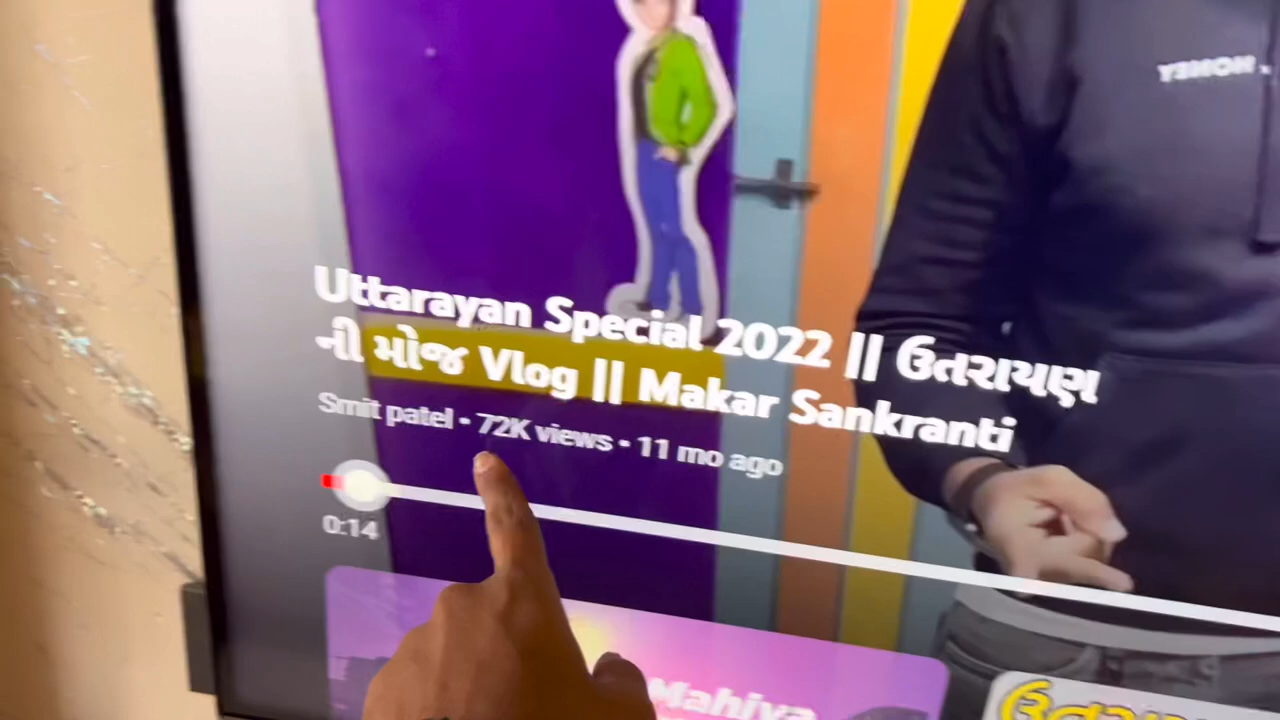 Uttarayan Special 2022 || ઉતરાયણ
ની મોજ Vlog || Makar Sankranti
Smit patel • 72K views • 11 mo ago
0:14
Mahiya